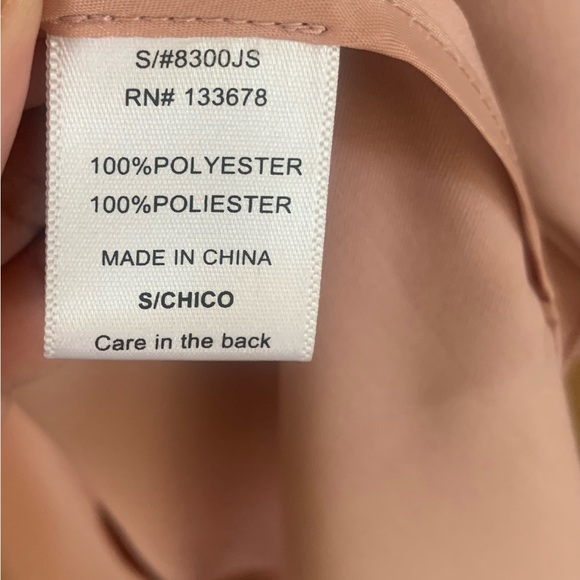 S/#8300JS
RN# 133678
100%POLYESTER
100%POLIESTER
MADE IN CHINA
S/CHICO
Care in the back